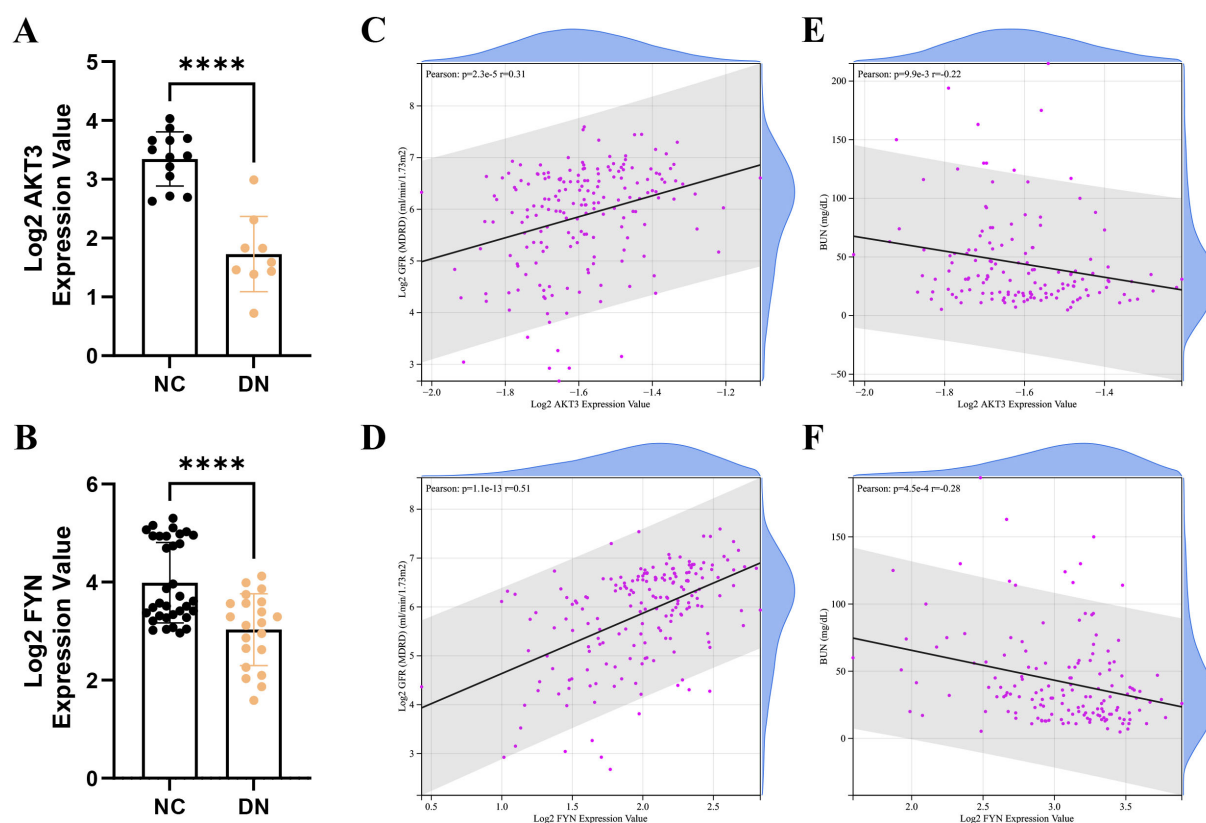 A
Log2 AKT3
Expression Value
5
4
3
2
1
0
****
NC
DN
B
Log2 FYN
Expression Value
6
4
2
0
****
NC
DN
C
Pearson: p=2.3e-5 r=0.31
Log2 GFR (MDRD) (ml/min/1.73m2)
8
7
6
5
4
3
−2.0
−1.8
−1.6
−1.4
−1.2
Log2 AKT3 Expression Value
D
Pearson: p=1.1e-13 r=0.51
Log2 GFR (MDRD) (ml/min/1.73m2)
8
7
6
5
4
3
0.5
1.0
1.5
2.0
2.5
Log2 FYN Expression Value
E
Pearson: p=9.9e-3 r=-0.22
BUN (mg/dL)
200
150
100
50
0
−50
−2.0
−1.8
−1.6
−1.4
Log2 AKT3 Expression Value
F
Pearson: p=4.5e-4 r=-0.28
BUN (mg/dL)
150
100
50
0
2.0
2.5
3.0
3.5
Log2 FYN Expression Value